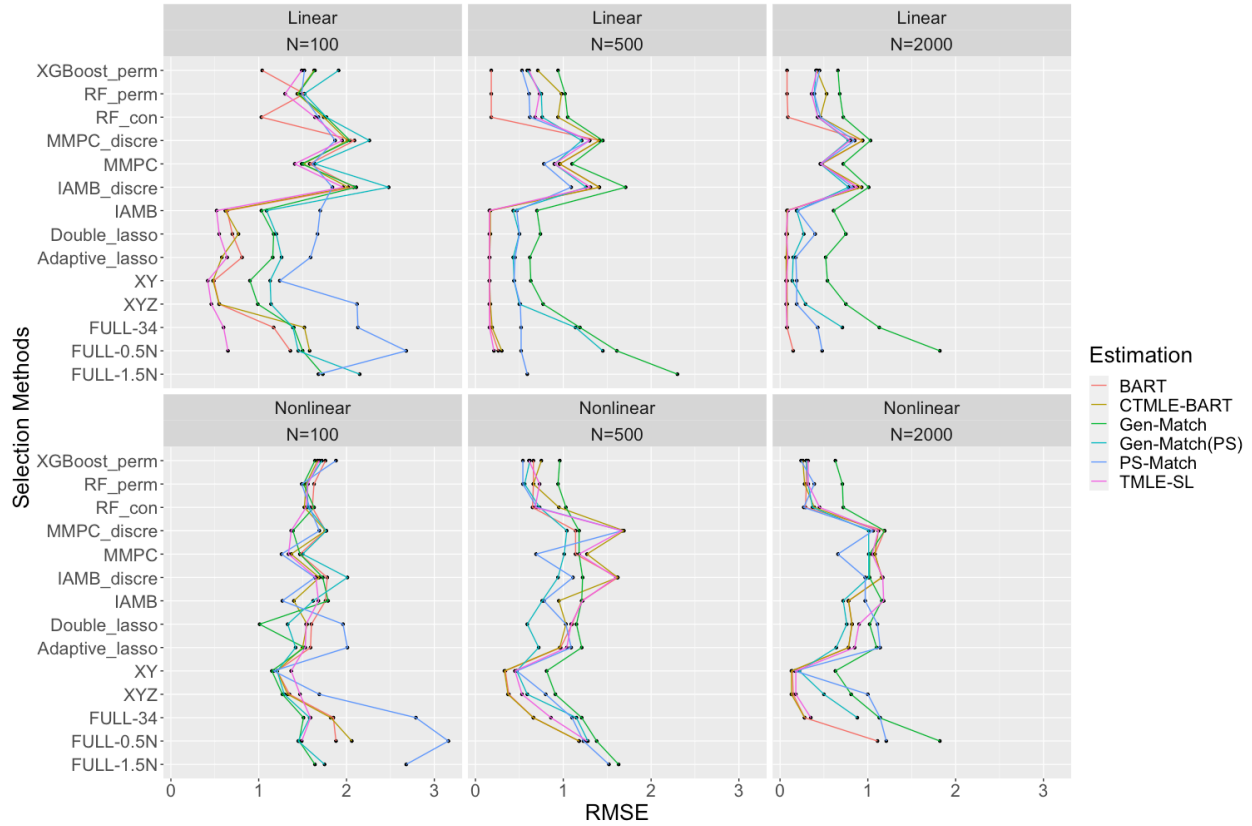 Linear
Linear
Linear
N=100
N=500
N=2000
XGBoost_perm
RF_perm
RF_con
MMPC_discre
MMPC
IAMB_discre
IAMB
Double_lasso
Adaptive_lasso
XY
XYZ
FULL-34
FULL-0.5N
FULL-1.5N
Nonlinear
Nonlinear
Nonlinear
N=100
N=500
N=2000
XGBoost_perm
RF_perm
RF_con
MMPC_discre
MMPC
IAMB_discre
IAMB
Double_lasso
Adaptive_lasso
XY
XYZ
FULL-34
FULL-0.5N
FULL-1.5N
0 1 2 3
0 1 2 3
0 1 2 3
RMSE
Selection Methods
Estimation
BART
CTMLE-BART
Gen-Match
Gen-Match(PS)
PS-Match
TMLE-SL